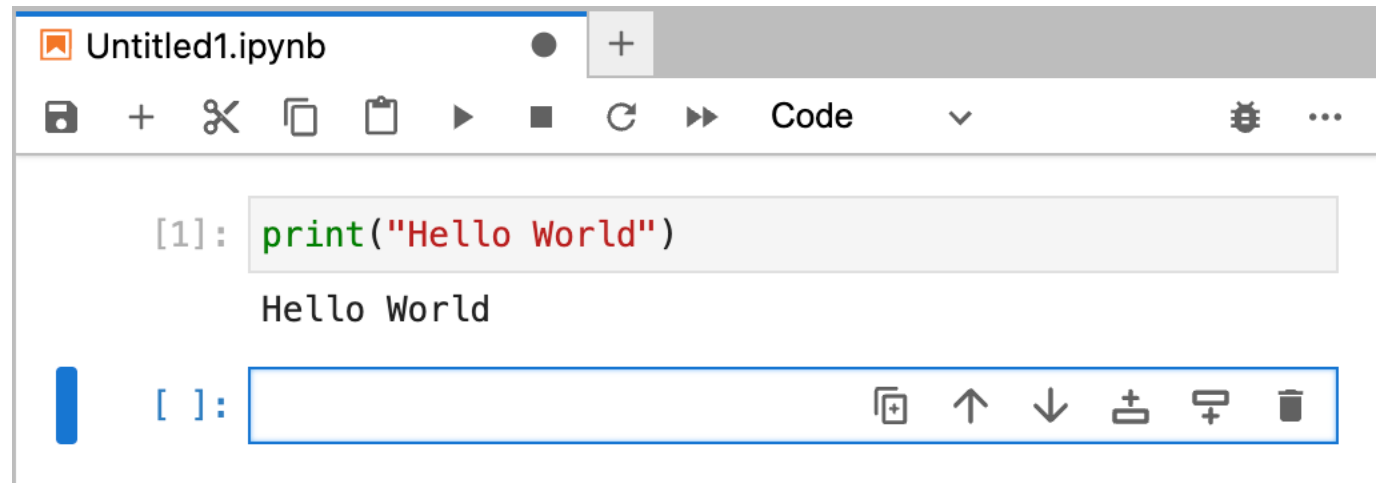 Untitled1.ipynb
Code
[1]: print("Hello World")
Hello World
[ ]: